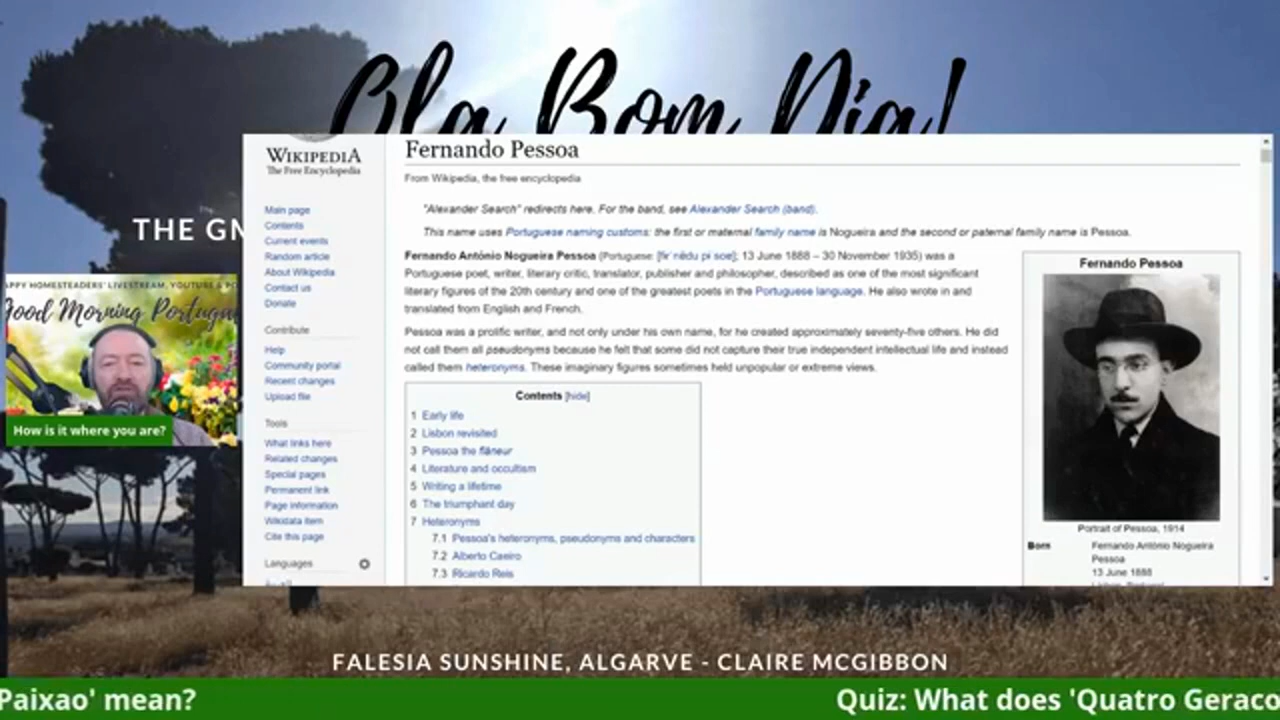 Ola Bom Dia!
THE GM
WIKIPEDIA
The Free Encyclopedia
Main page
Contents
Current events
Random article
About Wikipedia
Contact us
Donate
Contribute
Help
Community portal
Recent changes
Upload file
Tools
What links here
Related changes
Special pages
Permanent link
Page information
Wikidata item
Cite this page
Languages
Fernando Pessoa
From Wikipedia, the free encyclopedia
"Alexander Search" redirects here. For the band, see Alexander Search (band).
This name uses Portuguese naming customs: the first or maternal family name is Nogueira and the second or paternal family name is Pessoa.
Fernando António Nogueira Pessoa (Portuguese: 13 June 1888 – 30 November 1935) was a
Portuguese poet, writer, literary critic, translator, publisher and philosopher, described as one of the most significant
literary figures of the 20th century and one of the greatest poets in the Portuguese language. He also wrote in and
translated from English and French.
Pessoa was a prolific writer, and not only under his own name, for he created approximately seventy-five others. He did
not call them all pseudonyms because he felt that some did not capture their true independent intellectual life and instead
called them heteronyms. These imaginary figures sometimes held unpopular or extreme views.
Contents [hide]
1 Early life
2 Lisbon revisited
3 Pessoa the flâneur
4 Literature and occultism
5 Writing a lifetime
6 The triumphant day
7 Heteronyms
7.1 Pessoa's heteronyms, pseudonyms and characters
7.2 Alberto Caeiro
7.3 Ricardo Reis
Fernando Pessoa
Portrait of Pessoa, 1914
Born Fernando António Nogueira
Pessoa
13 June 1888
APPY HOMESTEADERS' LIVESTREAM, YOUTUBE & PO
Good Morning Portuga
How is it where you are?
FALESIA SUNSHINE, ALGARVE - CLAIRE MCGIBBON
Paixao' mean?
Quiz: What does 'Quatro Geraco